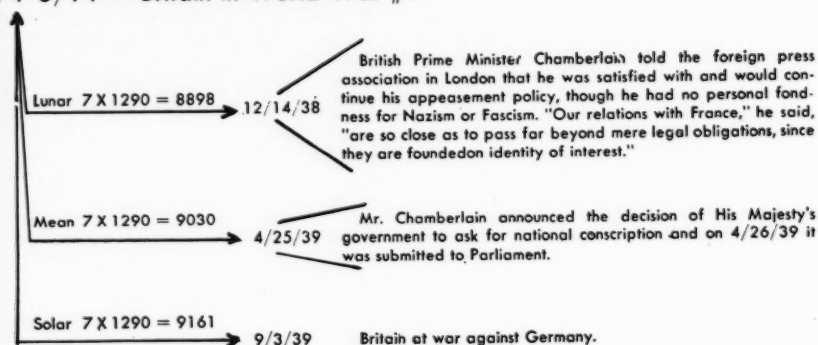 Britain in World War
Lunar 7 X 1290 = 8898
12/14/38
British Prime Minister Chamberlain told the foreign press
association in London that he was satisfied with and would con-
tinue his appeasement policy, though he had no personal fond-
ness for Nazism or Fascism. "Our relations with France," he said,
"are so close as to pass far beyond mere legal obligations, since
they are foundedon identity of interest."
Mean 7 X 1290 = 9030
4/25/39
Mr. Chamberlain announced the decision of His Majesty's
government to ask for national conscription and on 4/26/39 it
was submitted to Parliament.
Solar 7 X 1290 = 9161
9/3/39
Britain at war against Germany.